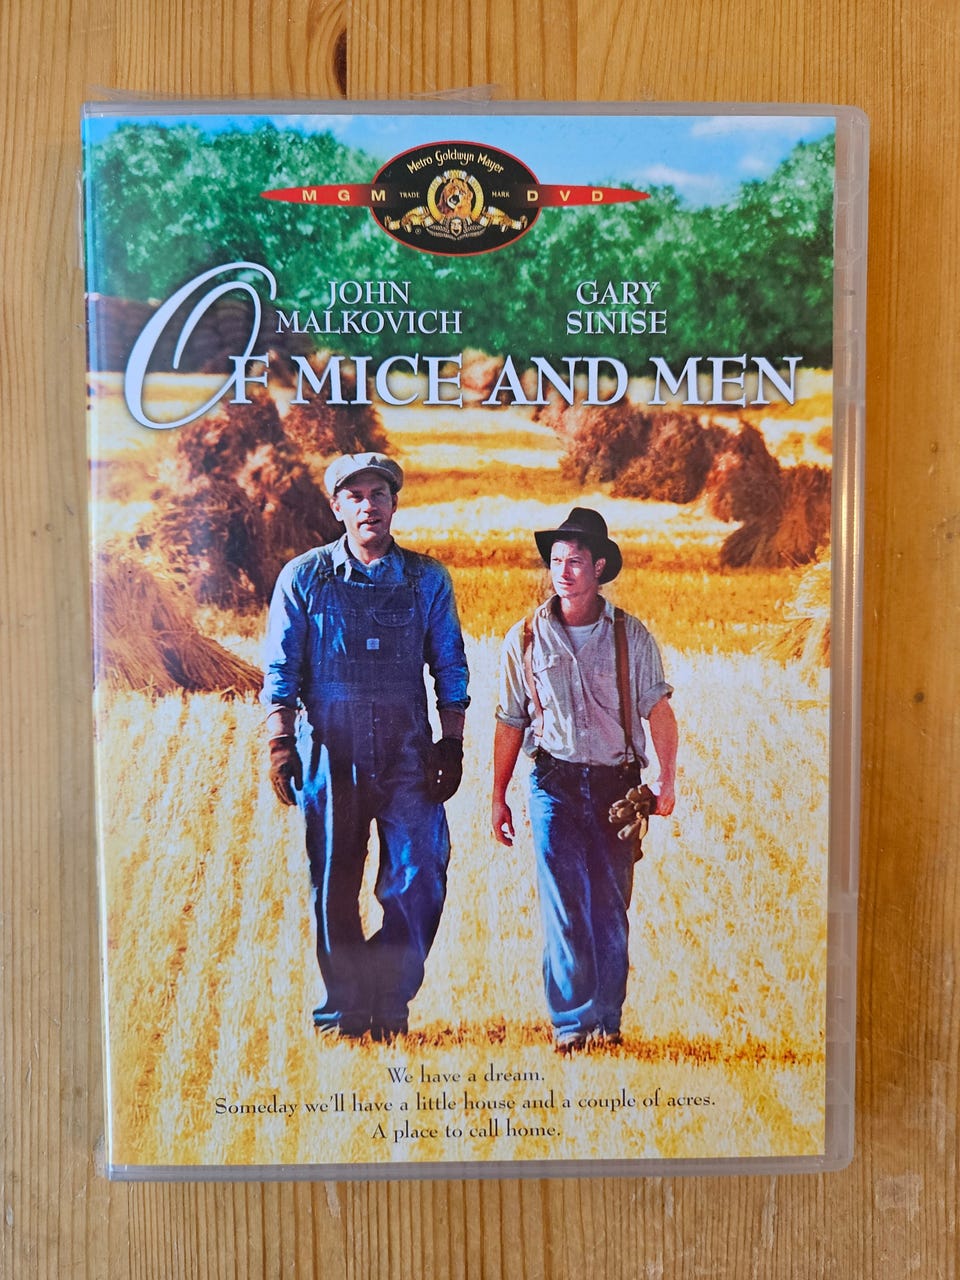 Metro Goldwyn Mayer
MGM TRADE MARK DVD
JOHN MALKOVICH
GARY SINISE
OF MICE AND MEN
We have a dream.
Someday we'll have a little house and a couple of acres.
A place to call home.